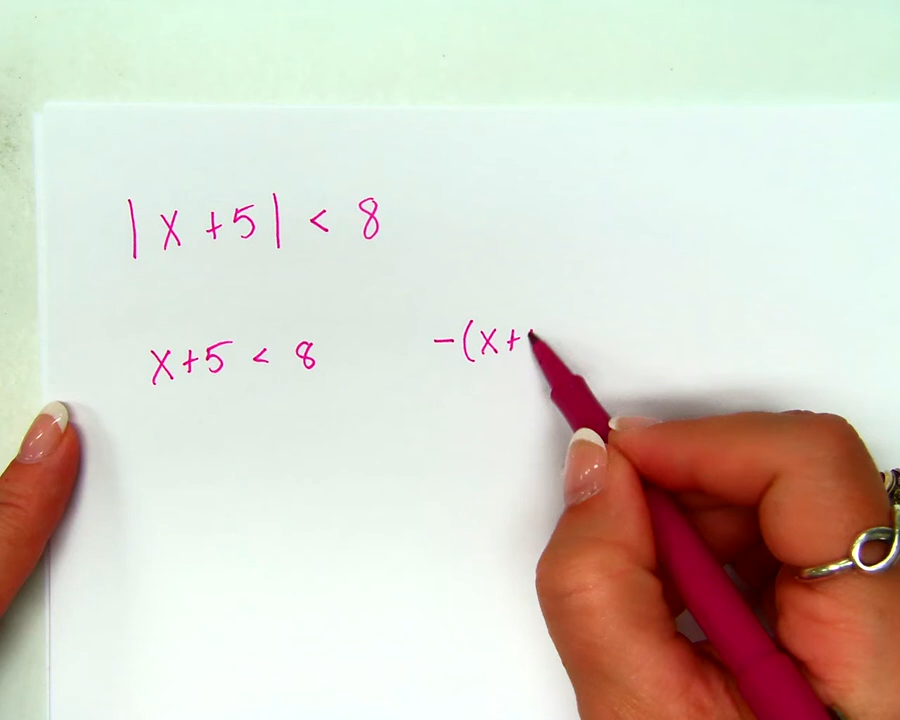 |x+5| < 8
x+5 < 8 -(x+